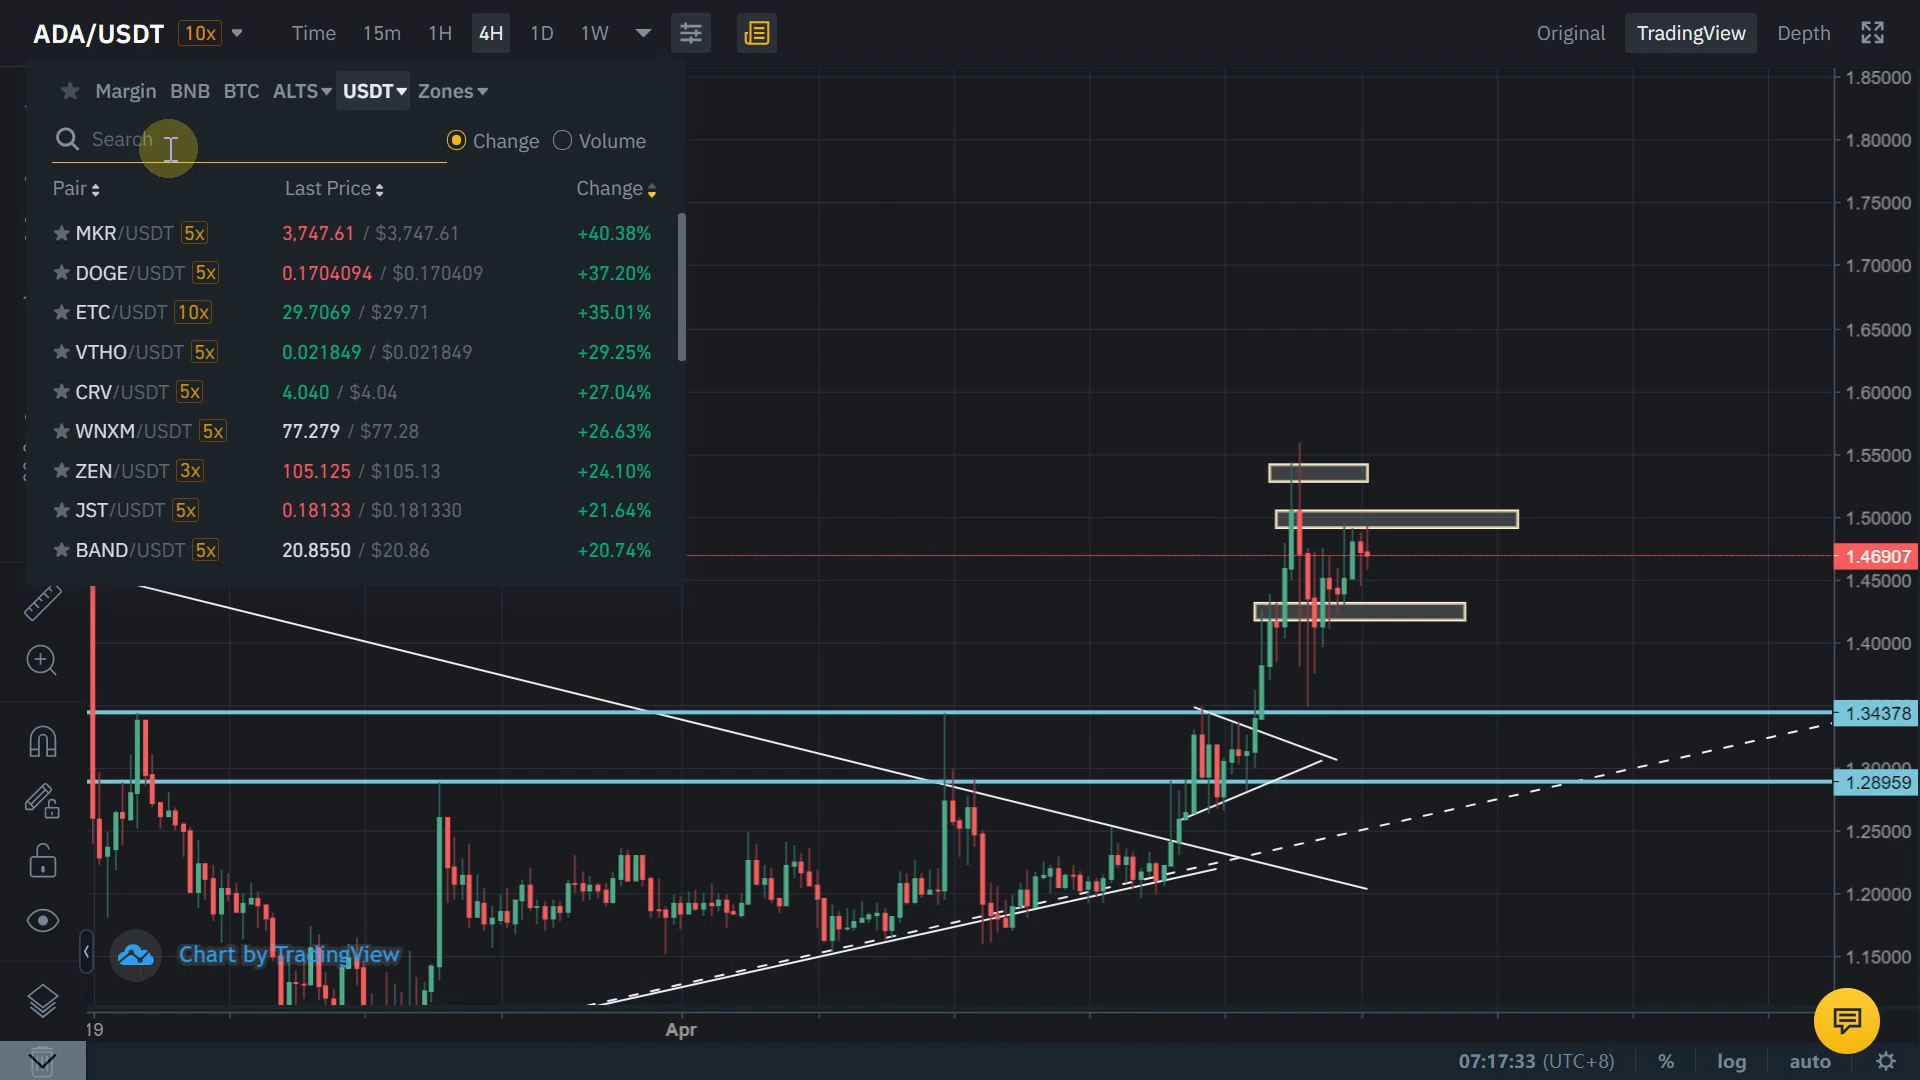 ADA/USDT 10x Time 15m 1H 4H 1D 1W Original TradingView Depth
Margin BNB BTC ALTS USDT Zones
Search Change Volume
Pair Last Price Change
MKR/USDT 5x 3,747.61 / $3,747.61 +40.38%
DOGE/USDT 5x 0.1704094 / $0.170409 +37.20%
ETC/USDT 10x 29.7069 / $29.71 +35.01%
VTHO/USDT 5x 0.021849 / $0.021849 +29.25%
CRV/USDT 5x 4.040 / $4.04 +27.04%
WNXM/USDT 5x 77.279 / $77.28 +26.63%
ZEN/USDT 3x 105.125 / $105.13 +24.10%
JST/USDT 5x 0.18133 / $0.181330 +21.64%
BAND/USDT 5x 20.8550 / $20.86 +20.74%
1.85000
1.80000
1.75000
1.70000
1.65000
1.60000
1.55000
1.50000
1.46907
1.45000
1.40000
1.34378
1.30000
1.28959
1.25000
1.20000
1.15000
Chart by TradingView
19 Apr
07:17:33 (UTC+8) % log auto